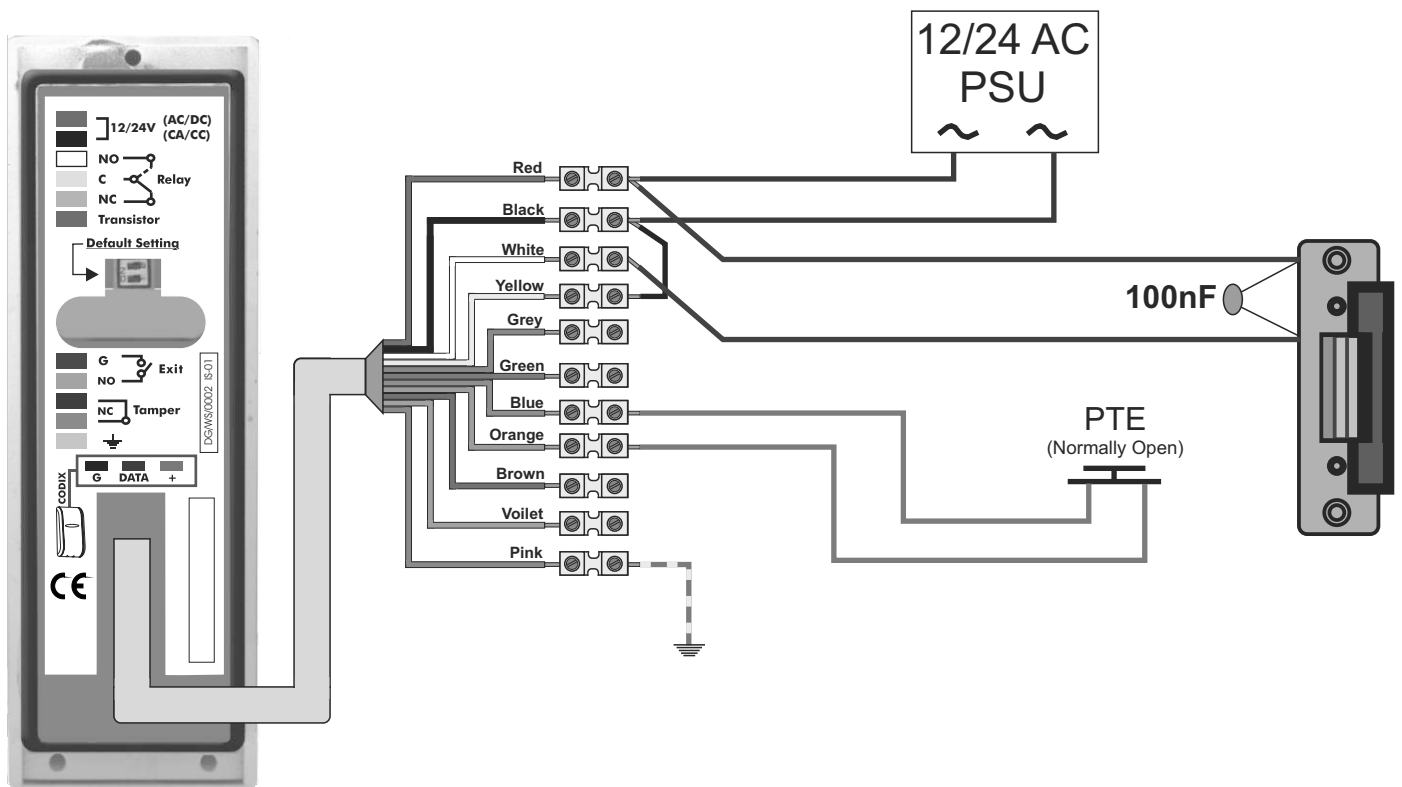 12/24V (AC/DC)
(CA/CC)
NO
C Relay
NC
Transistor
Default Setting
ON
G
NO Exit
NC Tamper
DG/WS/0002 IS-01
G DATA +
CODIX
CE
Red
Black
White
Yellow
Grey
Green
Blue
Orange
Brown
Voilet
Pink
12/24 AC
PSU
100nF
PTE
(Normally Open)